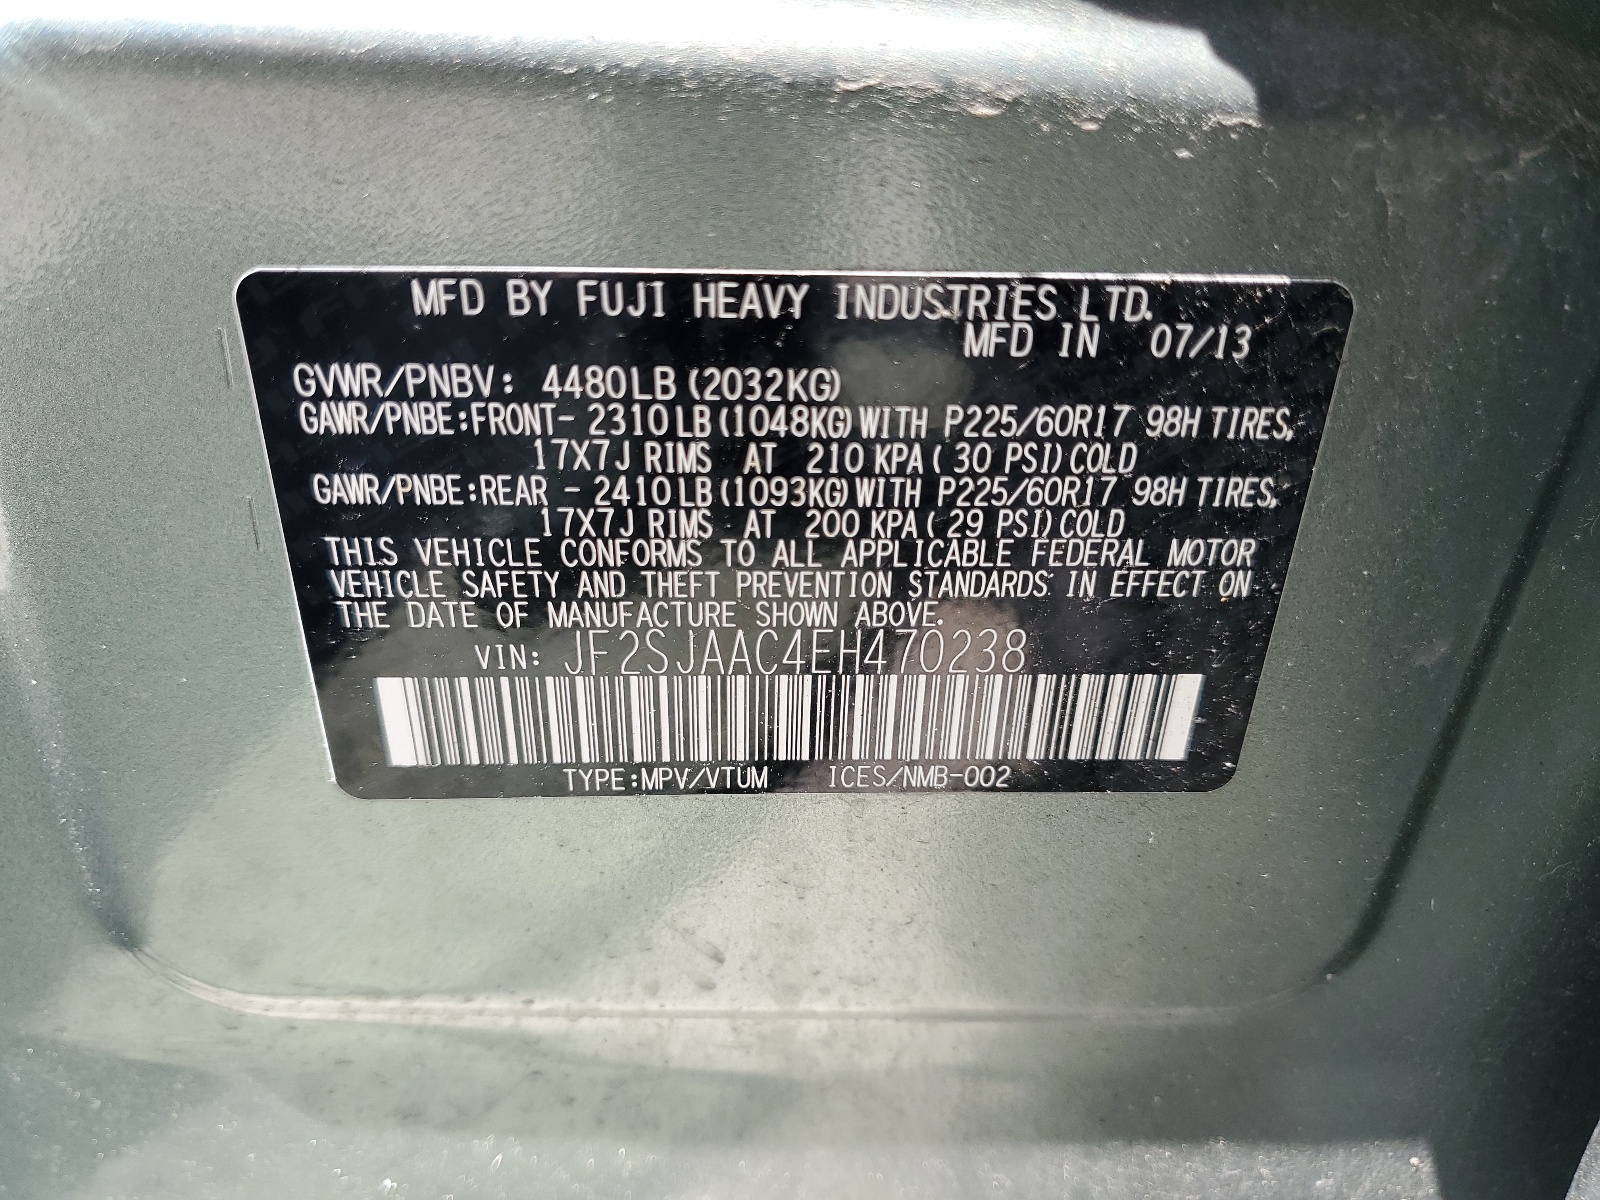 MFD BY FUJI HEAVY INDUSTRIES LTD.
MFD IN 07/13
GVWR/PNBV: 4480LB (2032KG)
GAWR/PNBE:FRONT- 2310LB (1048KG) WITH P225/60R17 98H TIRES,
17X7J RIMS AT 210 KPA ( 30 PSI) COLD
GAWR/PNBE:REAR - 2410LB (1093KG) WITH P225/60R17 98H TIRES,
17X7J RIMS AT 200 KPA ( 29 PSI) COLD
THIS VEHICLE CONFORMS TO ALL APPLICABLE FEDERAL MOTOR
VEHICLE SAFETY AND THEFT PREVENTION STANDARDS IN EFFECT ON
THE DATE OF MANUFACTURE SHOWN ABOVE.
VIN: JF2SJAAC4EH470238
TYPE:MPV/VTUM ICES/NMB-002